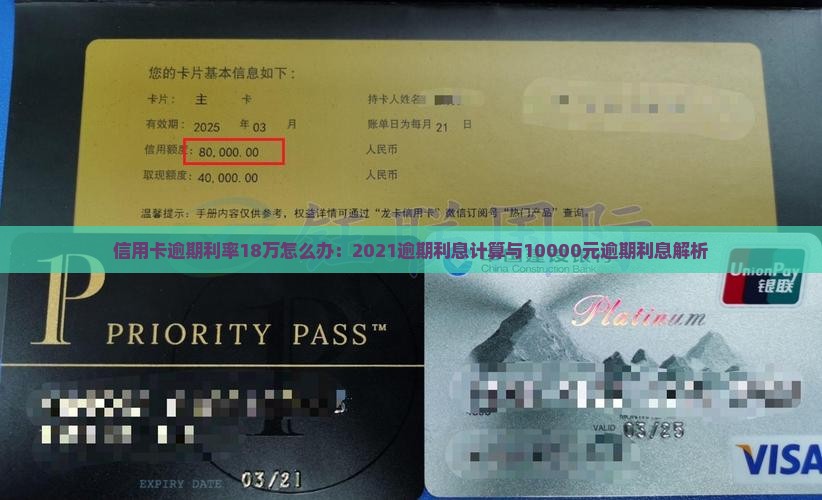 您的卡片基本信息如下：
卡片： 主 卡 持卡人姓名
有效期： 2025 年 03 月 账单日为每月 21 日
信用额度： 80,000.00 人民币
取现额度： 40,000.00 人民币
温馨提示：手册内容仅供参考，权益详情可通过“龙卡信用卡”微信订阅号“热门产品”查询。
信用卡逾期利率18万怎么办：2021逾期利息计算与10000元逾期利息解析
China Construction Bank
UnionPay
银联
Platinum
P
PRIORITY PASS™
VALID 03/25
VISA
EXPIRY DATE 03/21